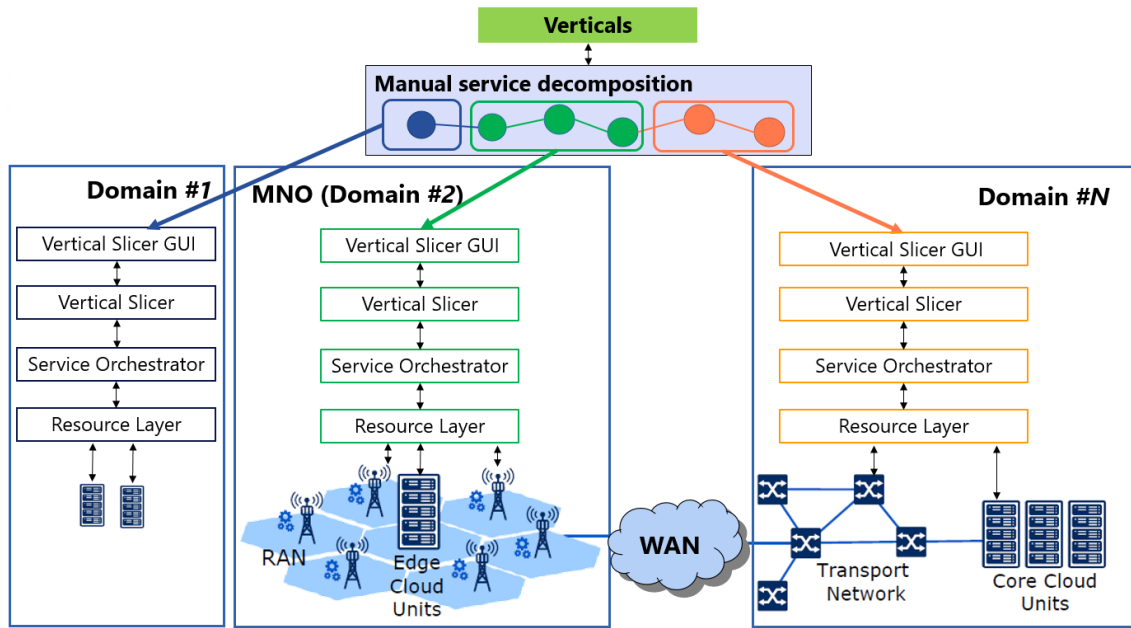 Verticals
Manual service decomposition
Domain #1
Vertical Slicer GUI
Vertical Slicer
Service Orchestrator
Resource Layer
MNO (Domain #2)
Vertical Slicer GUI
Vertical Slicer
Service Orchestrator
Resource Layer
RAN
Edge
Cloud
Units
WAN
Domain #N
Vertical Slicer GUI
Vertical Slicer
Service Orchestrator
Resource Layer
Transport
Network
Core Cloud
Units